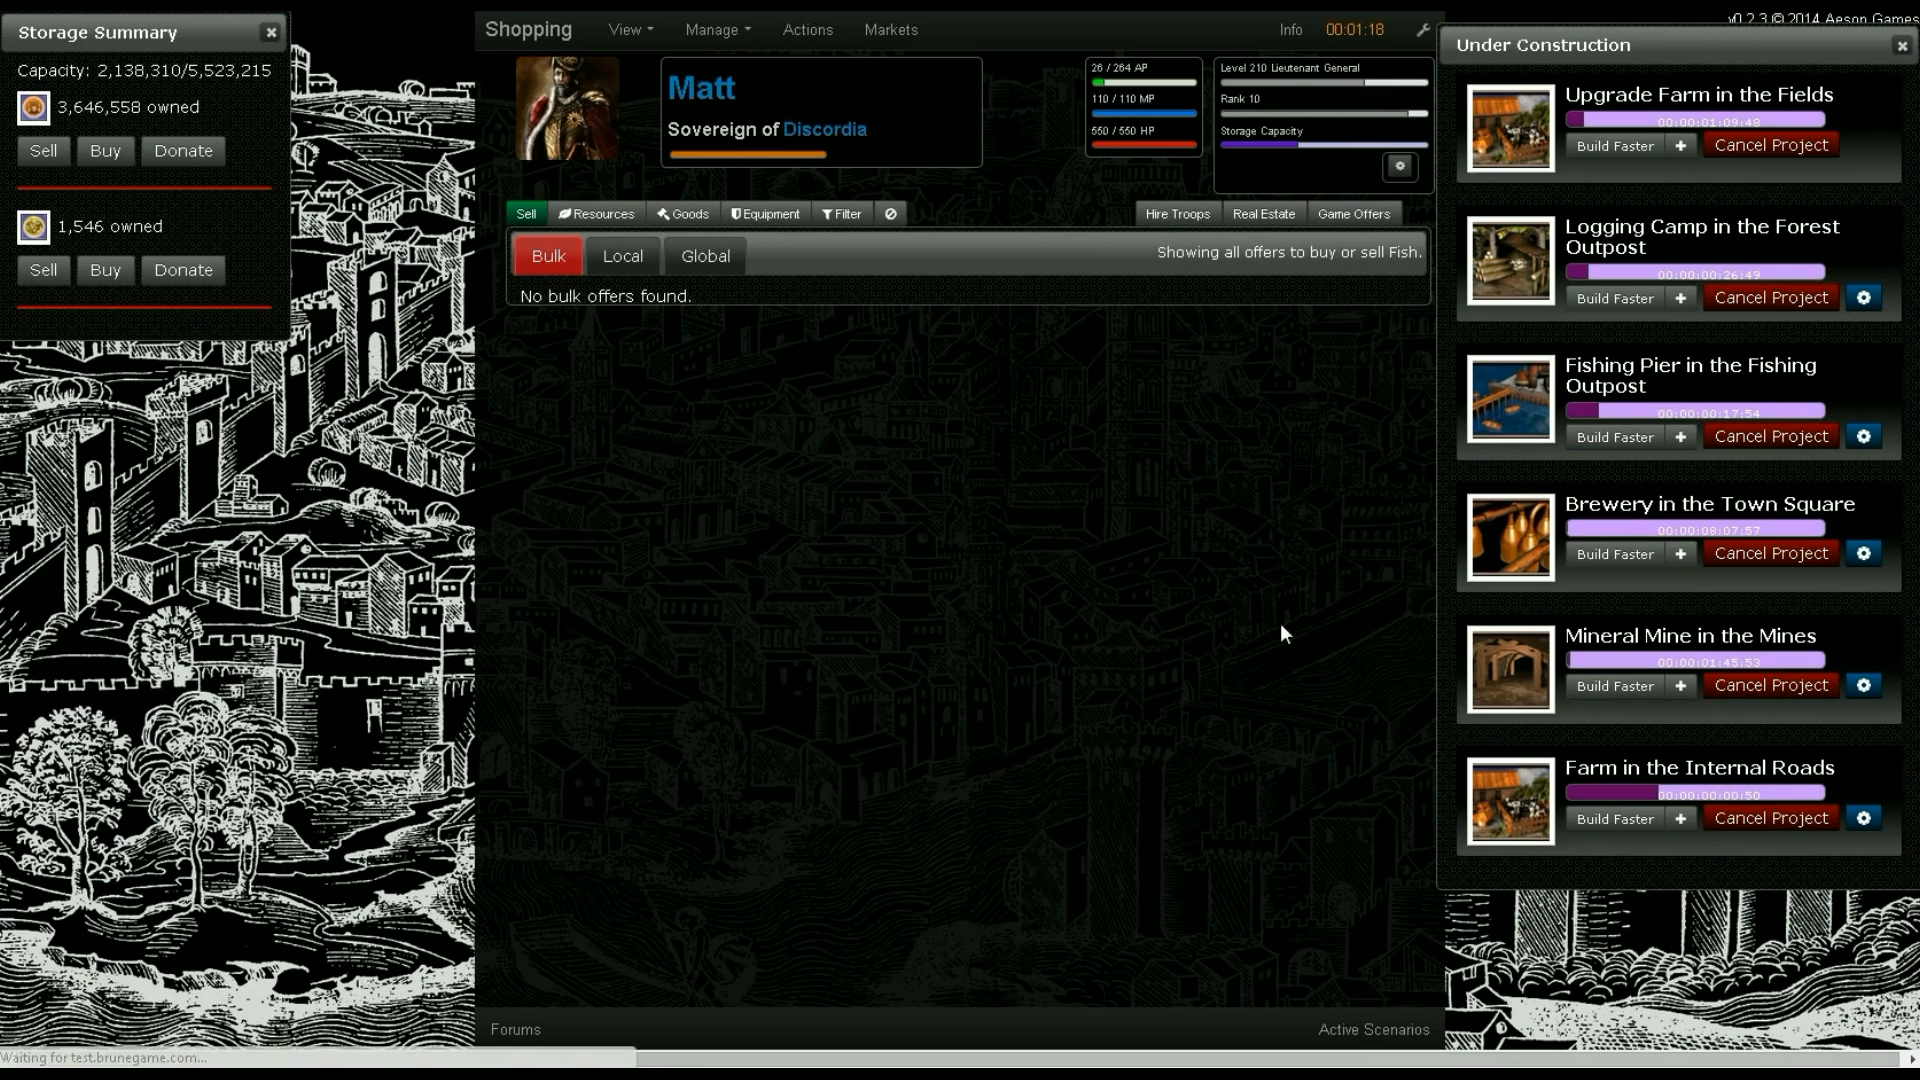 v0.2.3 © 2014 Aeson Games
Storage Summary
Capacity: 2,138,310/5,523,215
3,646,558 owned
Sell Buy Donate
1,546 owned
Sell Buy Donate
Shopping View Manage Actions Markets Info 00:01:18
Matt
Sovereign of Discordia
26 / 264 AP
110 / 110 MP
550 / 550 HP
Level 210 Lieutenant General
Rank 10
Storage Capacity
Sell Resources Goods Equipment Filter Hire Troops Real Estate Game Offers
Bulk Local Global Showing all offers to buy or sell Fish.
No bulk offers found.
Under Construction
Upgrade Farm in the Fields
00:00:01:09:48
Build Faster + Cancel Project
Logging Camp in the Forest
Outpost
00:00:00:26:49
Build Faster + Cancel Project
Fishing Pier in the Fishing
Outpost
00:00:00:17:54
Build Faster + Cancel Project
Brewery in the Town Square
00:00:08:07:57
Build Faster + Cancel Project
Mineral Mine in the Mines
00:00:01:45:53
Build Faster + Cancel Project
Farm in the Internal Roads
00:00:00:00:50
Build Faster + Cancel Project
Forums Active Scenarios
Waiting for test.brunegame.com...